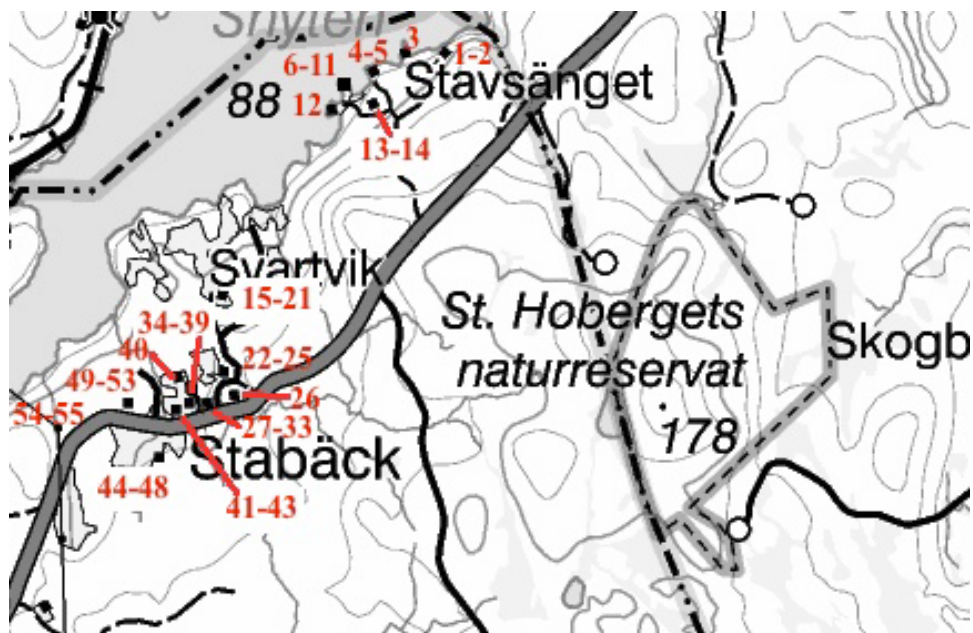 Snyten
3
4-5
1-2
6-11
Stavsänget
88
12
13-14
Svartvik
15-21
34-39
St. Hobergets
naturreservat
Skogb
40
22-25
49-53
26
54-55
27-33
178
Stabäck
44-48
41-43